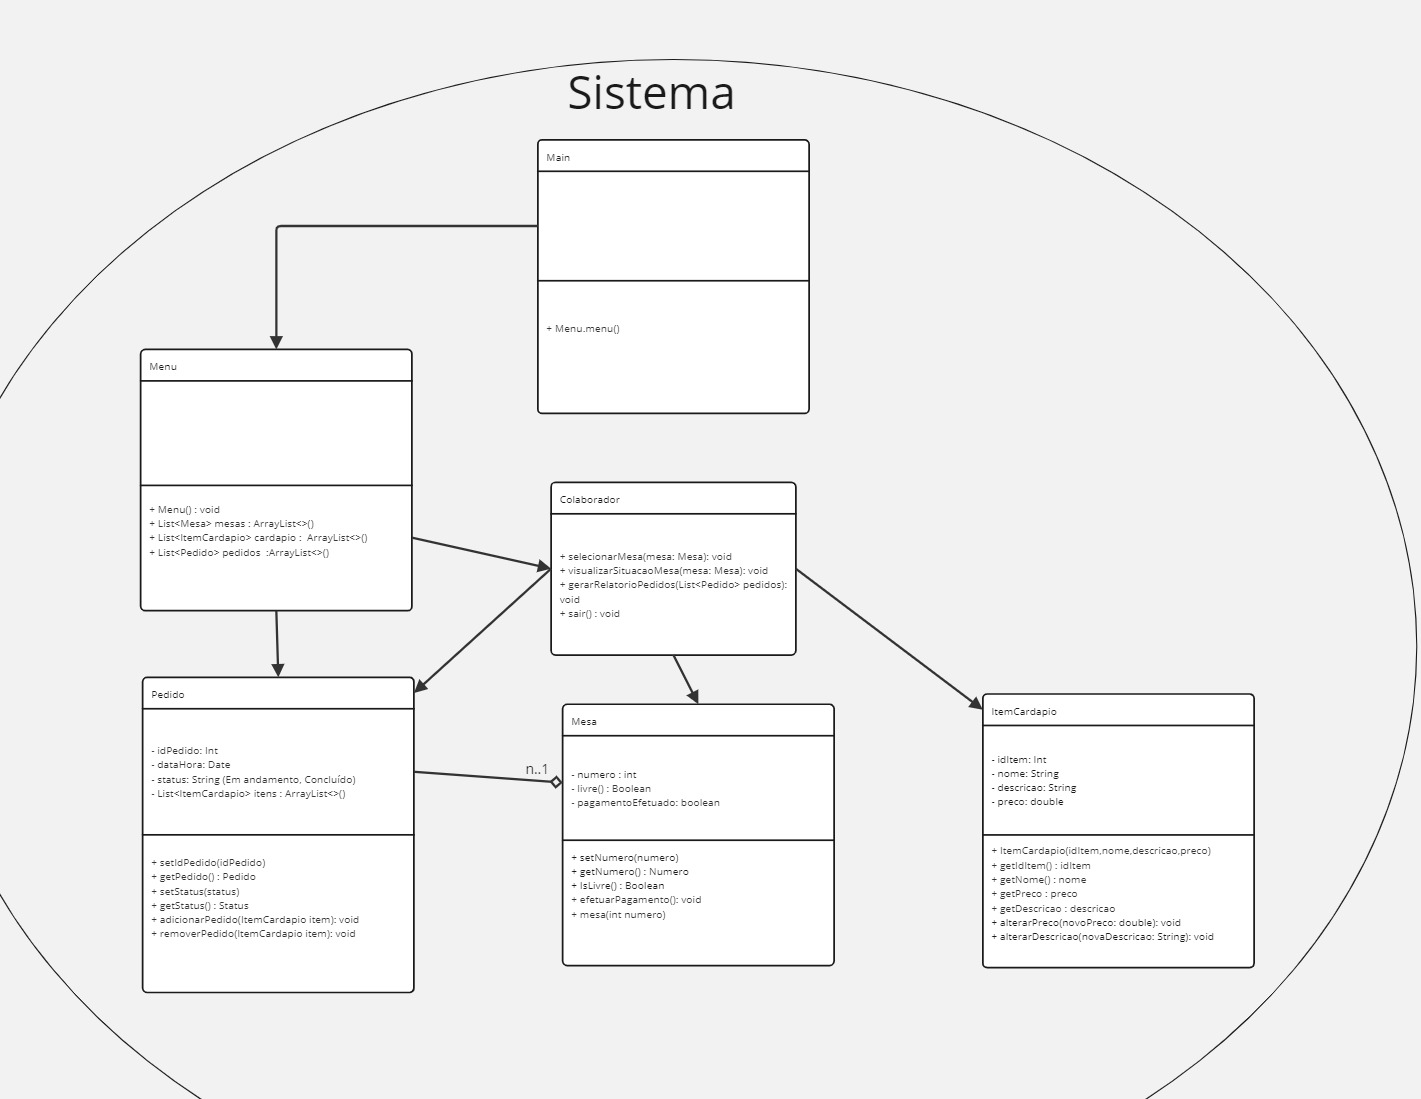 Sistema
Main
+ Menu.menu()
Menu
+ Menu() : void
+ List<Mesa> mesas : ArrayList<>()
+ List<ItemCardapio> cardapio :  ArrayList<>()
+ List<Pedido> pedidos  :ArrayList<>()
Colaborador
+ selecionarMesa(mesa: Mesa): void
+ visualizarSituacaoMesa(mesa: Mesa): void
+ gerarRelatorioPedidos(List<Pedido> pedidos):
void
+ sair() : void
Pedido
- idPedido: Int
- dataHora: Date
- status: String (Em andamento, Concluído)
- List<ItemCardapio> itens : ArrayList<>()
+ setIdPedido(idPedido)
+ getPedido() : Pedido
+ setStatus(status)
+ getStatus() : Status
+ adicionarPedido(ItemCardapio item): void
+ removerPedido(ItemCardapio item): void
n..1
Mesa
- numero : int
- livre() : Boolean
- pagamentoEfetuado: boolean
+ setNumero(numero)
+ getNumero() : Numero
+ IsLivre() : Boolean
+ efetuarPagamento(): void
+ mesa(int numero)
ItemCardapio
- idItem: Int
- nome: String
- descricao: String
- preco: double
+ ItemCardapio(idItem,nome,descricao,preco)
+ getIdItem() : idItem
+ getNome() : nome
+ getPreco : preco
+ getDescricao : descricao
+ alterarPreco(novoPreco: double): void
+ alterarDescricao(novaDescricao: String): void